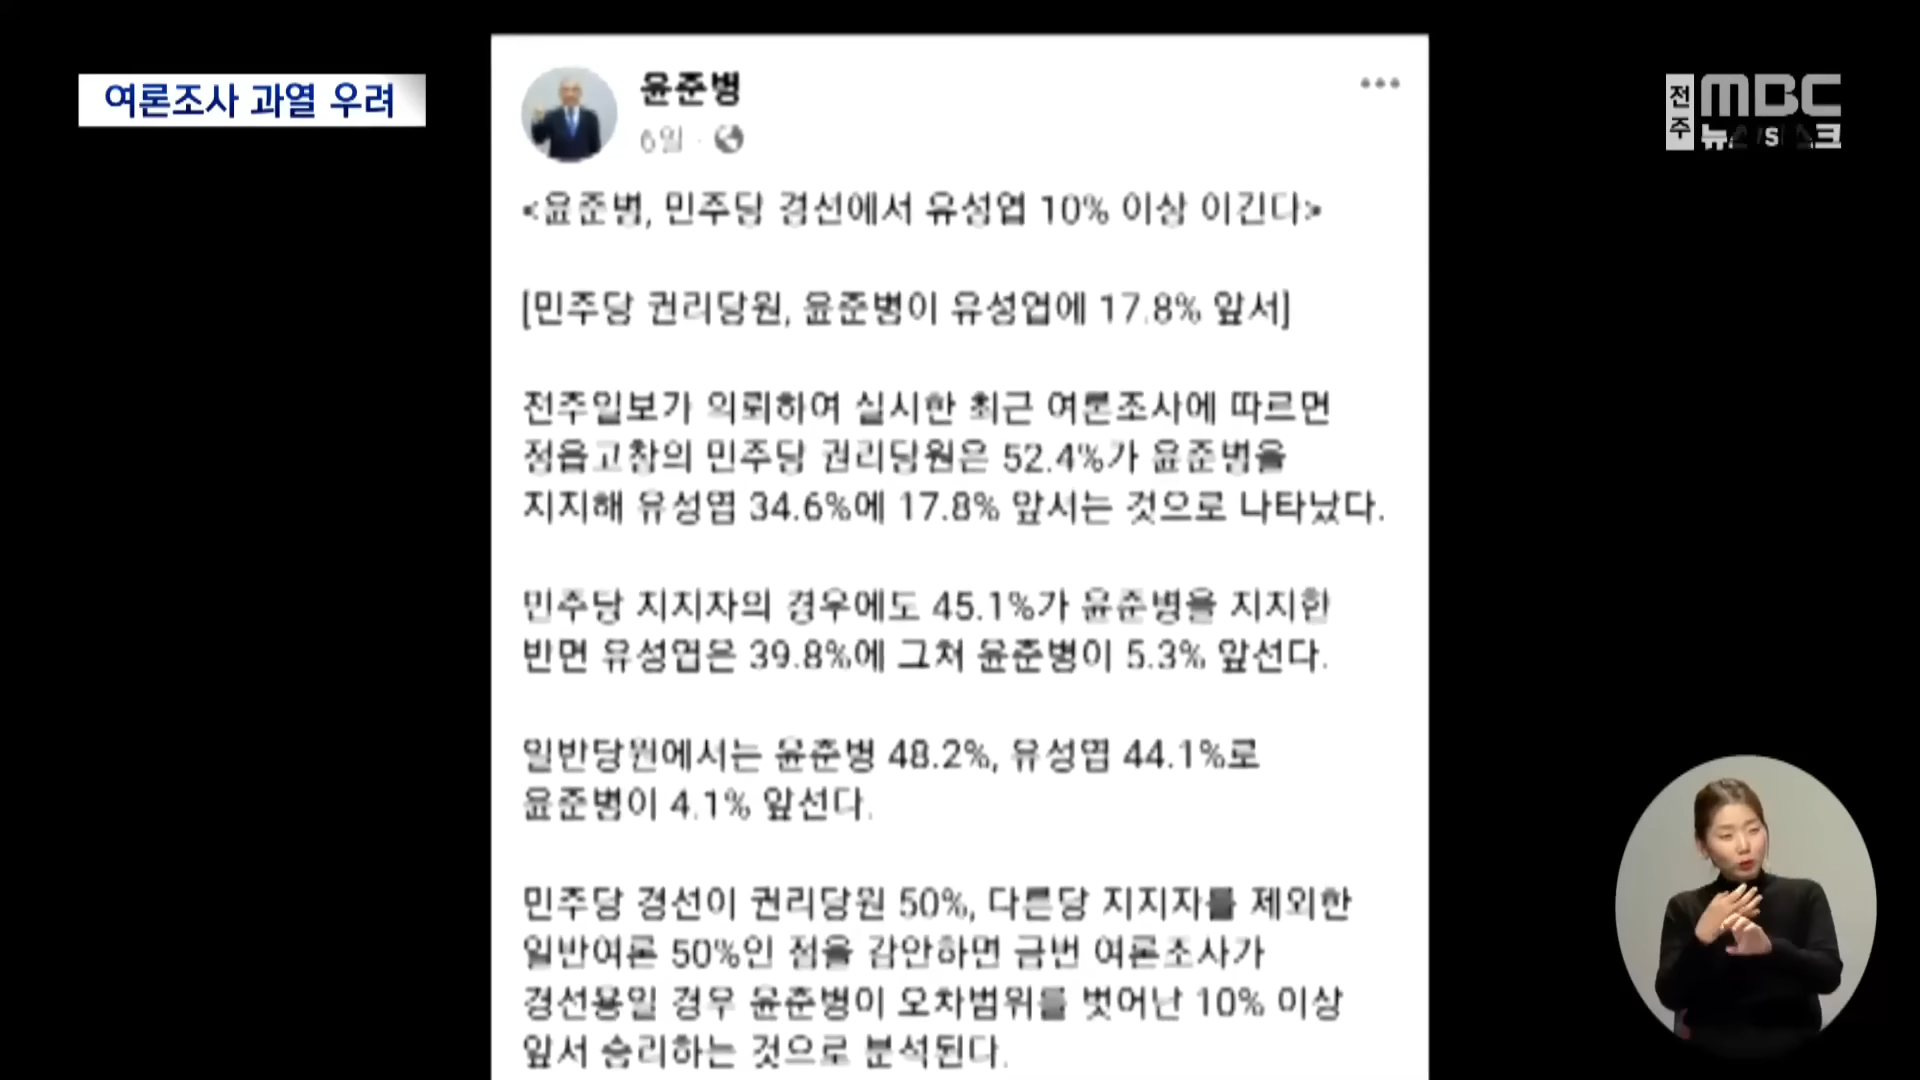 여론조사 과열 우려
전주
MBC
윤준병
6일 ·
<윤준병, 민주당 경선에서 유성엽 10% 이상 이긴다>
[민주당 권리당원, 윤준병이 유성엽에 17.8% 앞서]
전주일보가 의뢰하여 실시한 최근 여론조사에 따르면
정읍고창의 민주당 권리당원은 52.4%가 윤준병을
지지해 유성엽 34.6%에 17.8% 앞서는 것으로 나타났다.
민주당 지지자의 경우에도 45.1%가 윤준병을 지지한
반면 유성엽은 39.8%에 그쳐 윤준병이 5.3% 앞선다.
일반당원에서는 윤준병 48.2%, 유성엽 44.1%로
윤준병이 4.1% 앞선다.
민주당 경선이 권리당원 50%, 다른당 지지자를 제외한
일반여론 50%인 점을 감안하면 금번 여론조사가
경선용일 경우 윤준병이 오차범위를 벗어난 10% 이상
앞서 승리하는 것으로 분석된다.